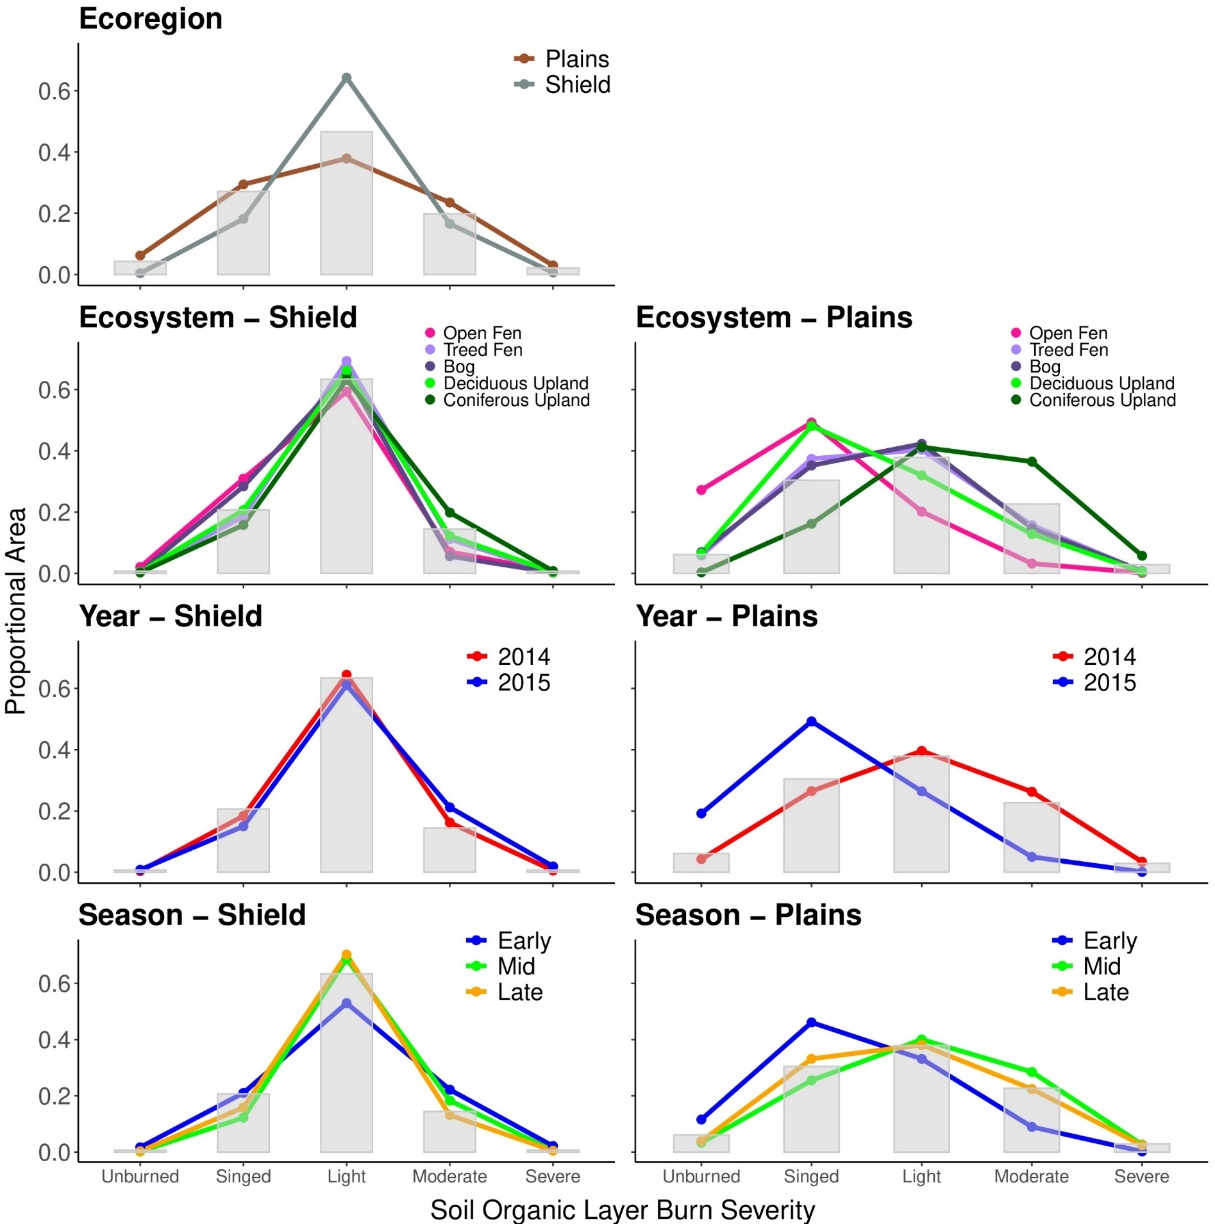 Ecoregion
Plains
Shield
0.6
0.4
0.2
0.0
Ecosystem – Shield
Open Fen
Treed Fen
Bog
Deciduous Upland
Coniferous Upland
0.6
0.4
0.2
0.0
Ecosystem – Plains
Open Fen
Treed Fen
Bog
Deciduous Upland
Coniferous Upland
Proportional Area
Year – Shield
2014
2015
0.6
0.4
0.2
0.0
Year – Plains
2014
2015
Season – Shield
Early
Mid
Late
0.6
0.4
0.2
0.0
Unburned Singed Light Moderate Severe
Season – Plains
Early
Mid
Late
Unburned Singed Light Moderate Severe
Soil Organic Layer Burn Severity